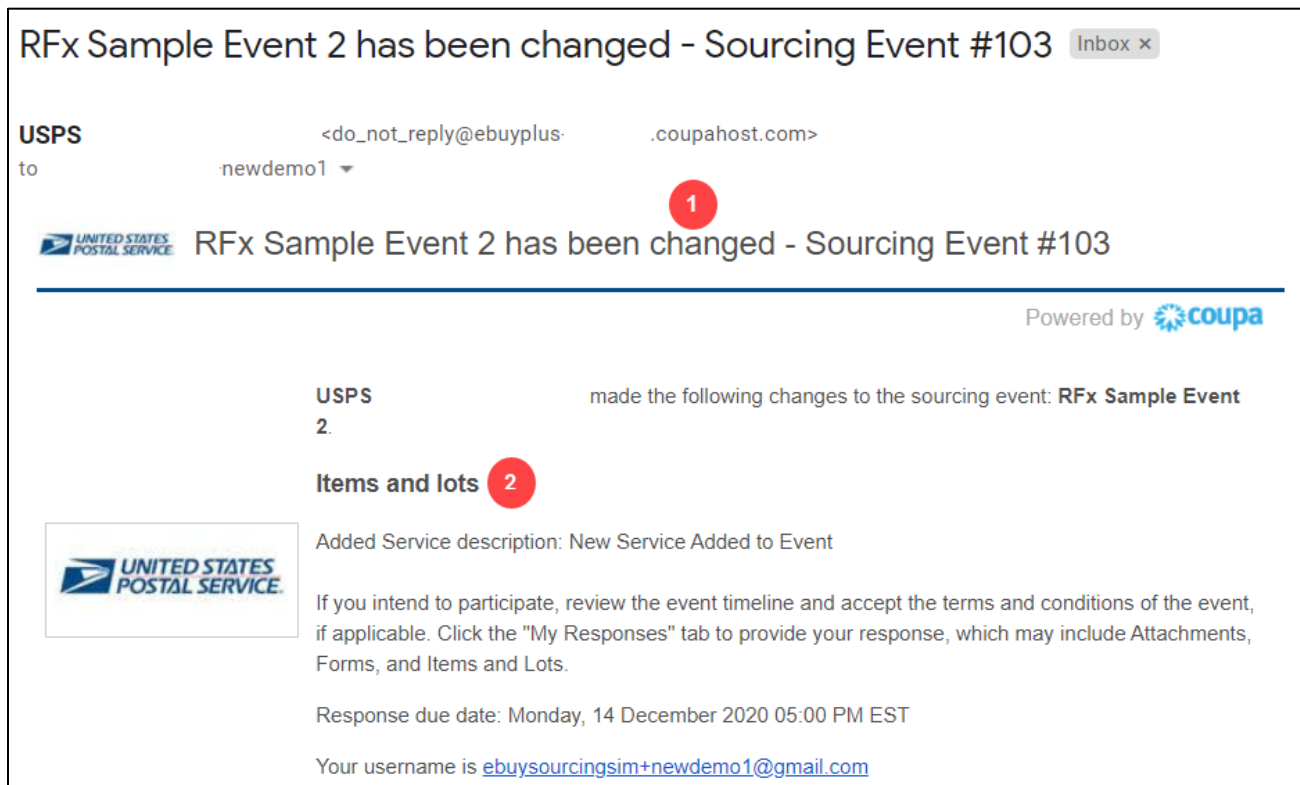 RFx Sample Event 2 has been changed - Sourcing Event #103 Inbox ×
USPS <do_not_reply@ebuyplus- .coupahost.com>
to -newdemo1
1
UNITED STATES
POSTAL SERVICE
RFx Sample Event 2 has been changed - Sourcing Event #103
Powered by coupa
USPS made the following changes to the sourcing event: RFx Sample Event
2.
Items and lots 2
UNITED STATES
POSTAL SERVICE.
Added Service description: New Service Added to Event
If you intend to participate, review the event timeline and accept the terms and conditions of the event,
if applicable. Click the "My Responses" tab to provide your response, which may include Attachments,
Forms, and Items and Lots.
Response due date: Monday, 14 December 2020 05:00 PM EST
Your username is ebuysourcingsim+newdemo1@gmail.com